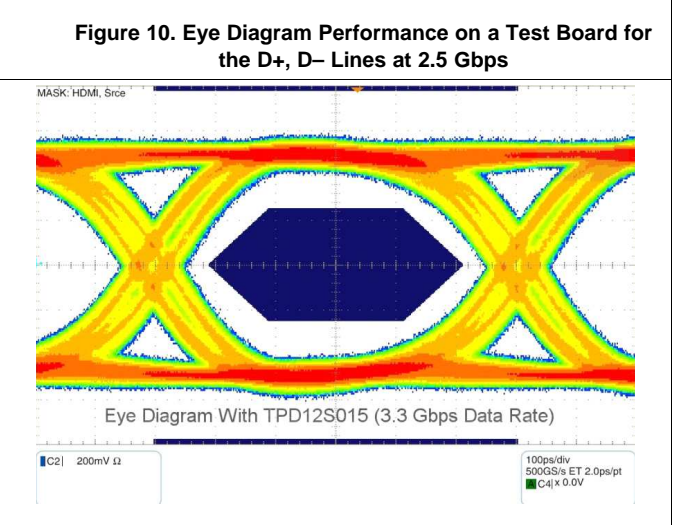 Figure 10. Eye Diagram Performance on a Test Board for
the D+, D– Lines at 2.5 Gbps
MASK: HDMI, Srce
Eye Diagram With TPD12S015 (3.3 Gbps Data Rate)
C2 200mV Ω
100ps/div
500GS/s ET 2.0ps/pt
A C4 x 0.0V